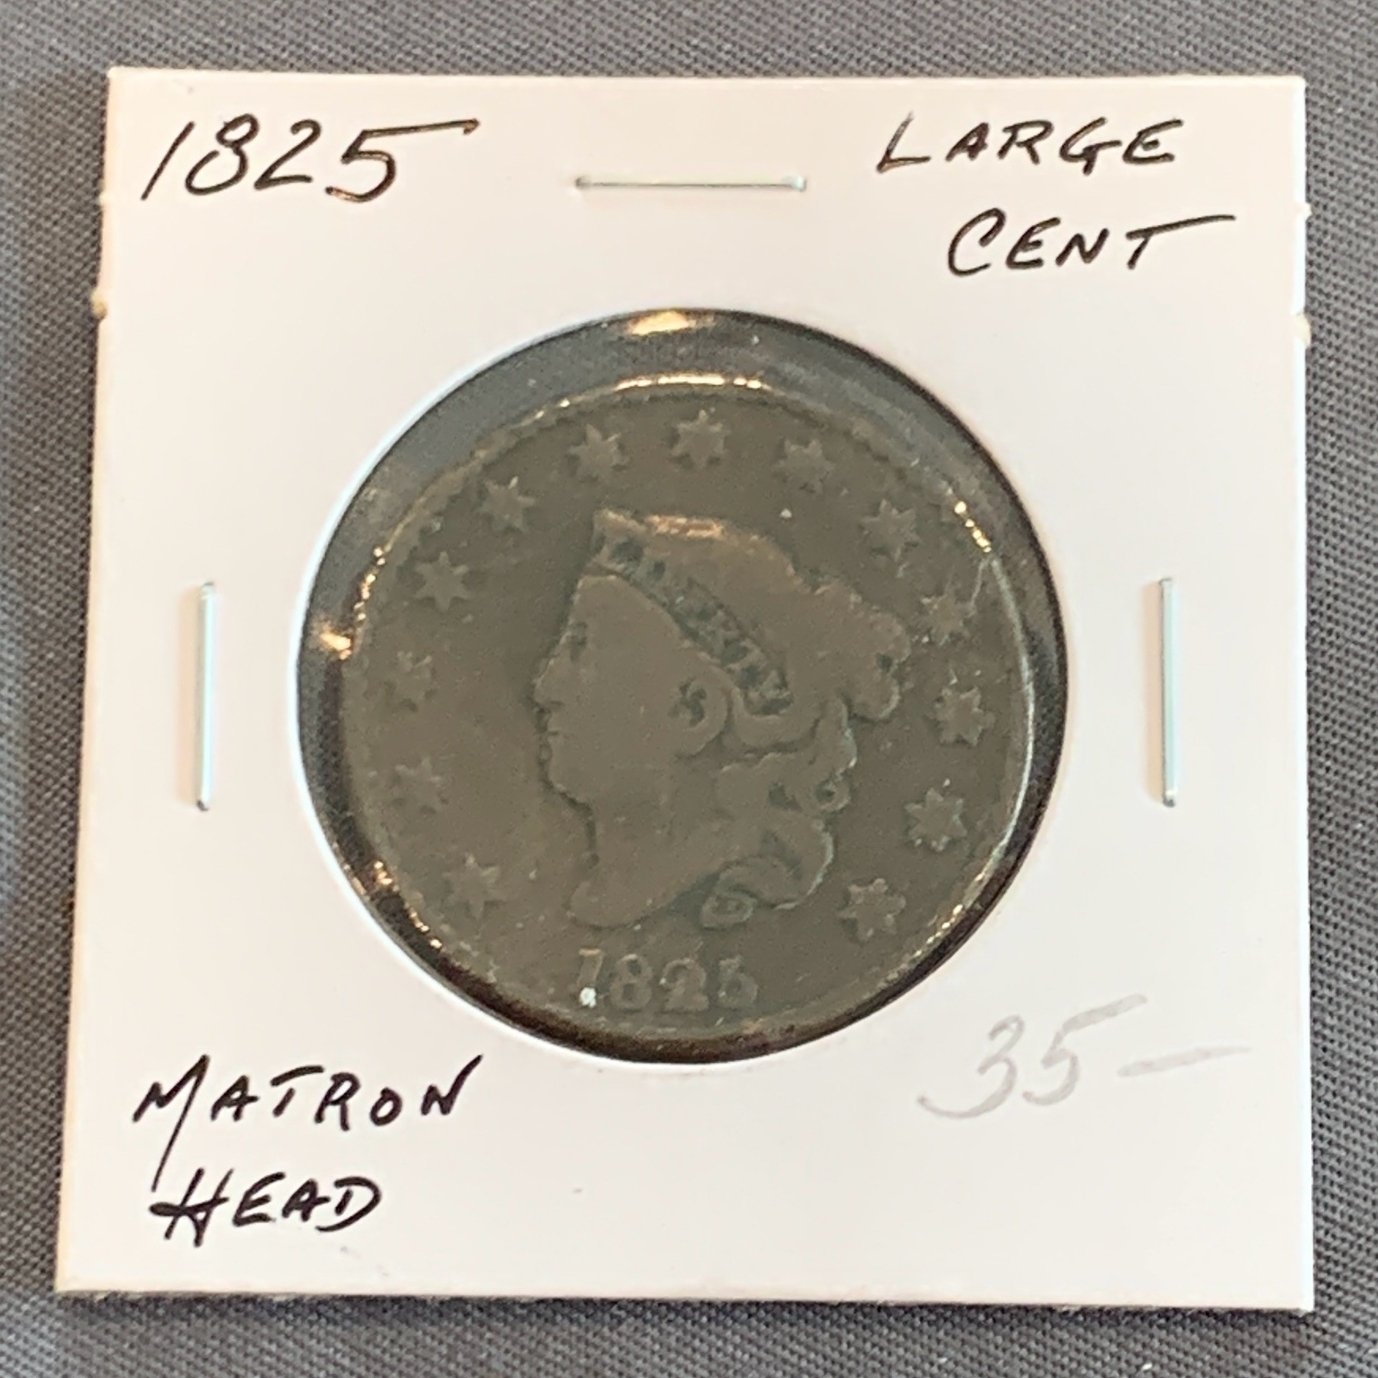 1825
LARGE
CENT
LIBERTY
1825
35-
MATRON
HEAD